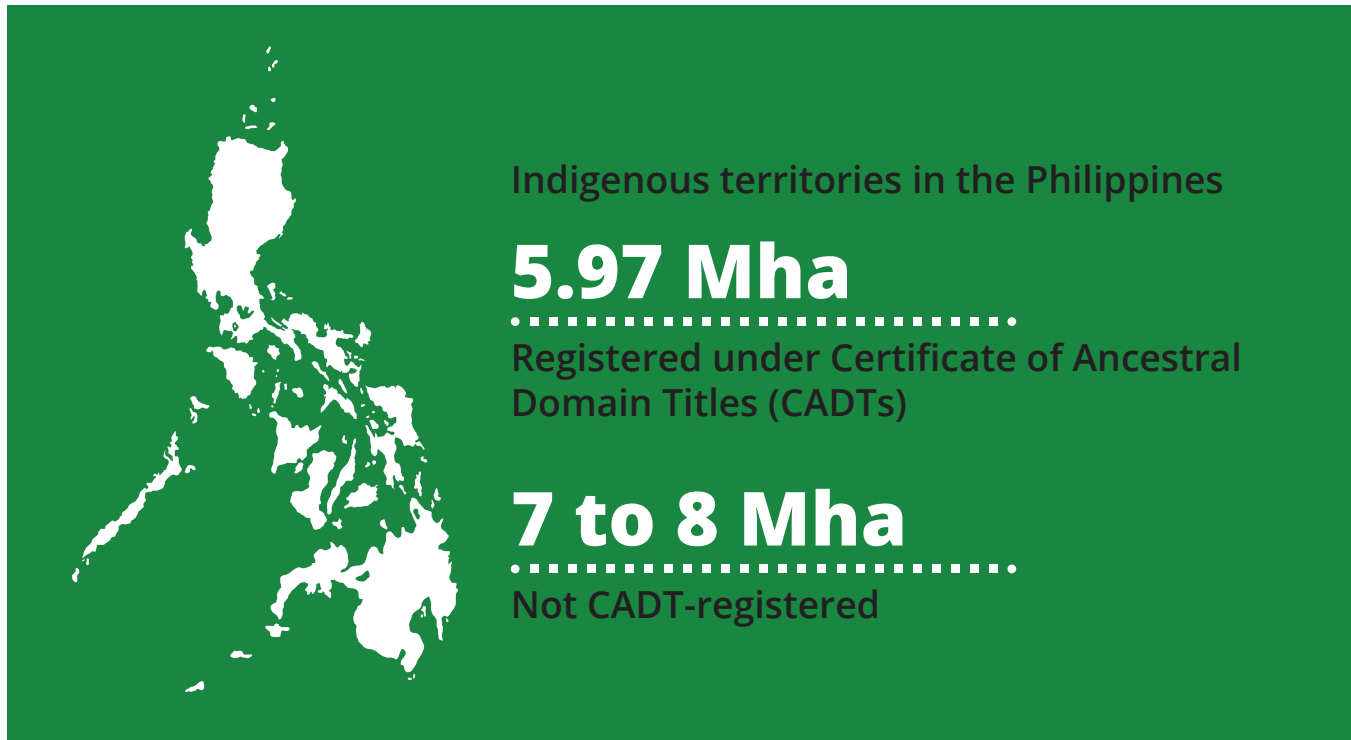 Indigenous territories in the Philippines
5.97 Mha
Registered under Certificate of Ancestral
Domain Titles (CADTs)
7 to 8 Mha
Not CADT-registered